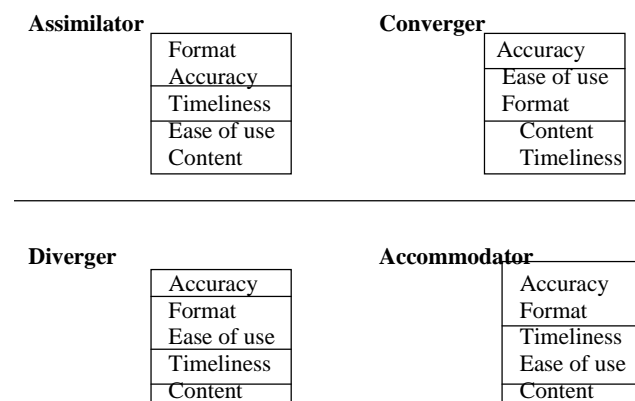 Assimilator
Format
Accuracy
Timeliness
Ease of use
Content
Converger
Accuracy
Ease of use
Format
Content
Timeliness
Diverger
Accuracy
Format
Ease of use
Timeliness
Content
Accommodator
Accuracy
Format
Timeliness
Ease of use
Content